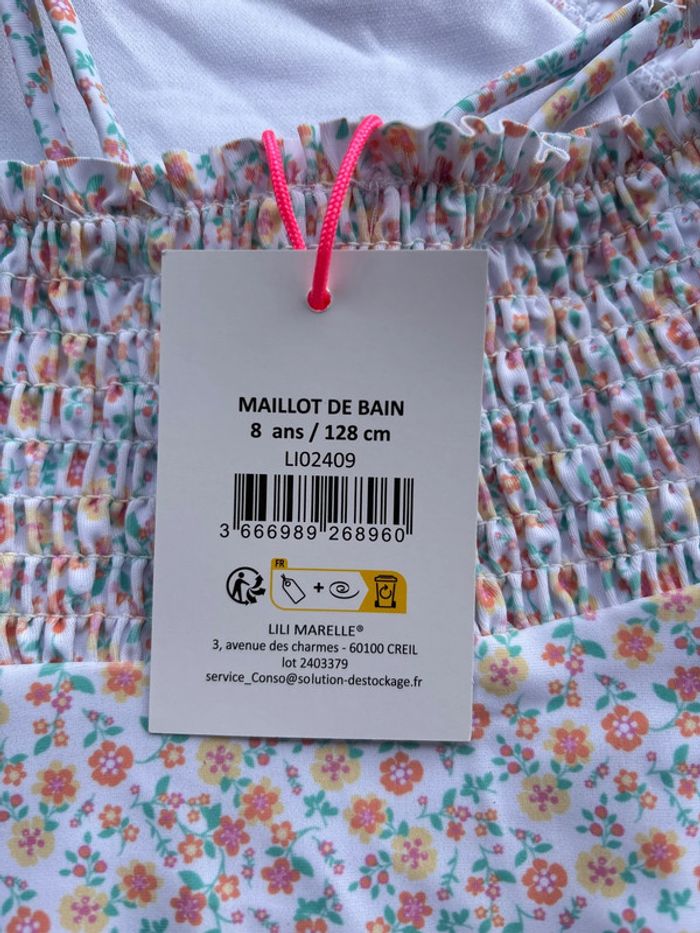 MAILLOT DE BAIN
8 ans / 128 cm
LI02409
3 666989 268960
FR
+
LILI MARELLE®
3, avenue des charmes - 60100 CREIL
lot 2403379
service_Conso@solution-destockage.fr